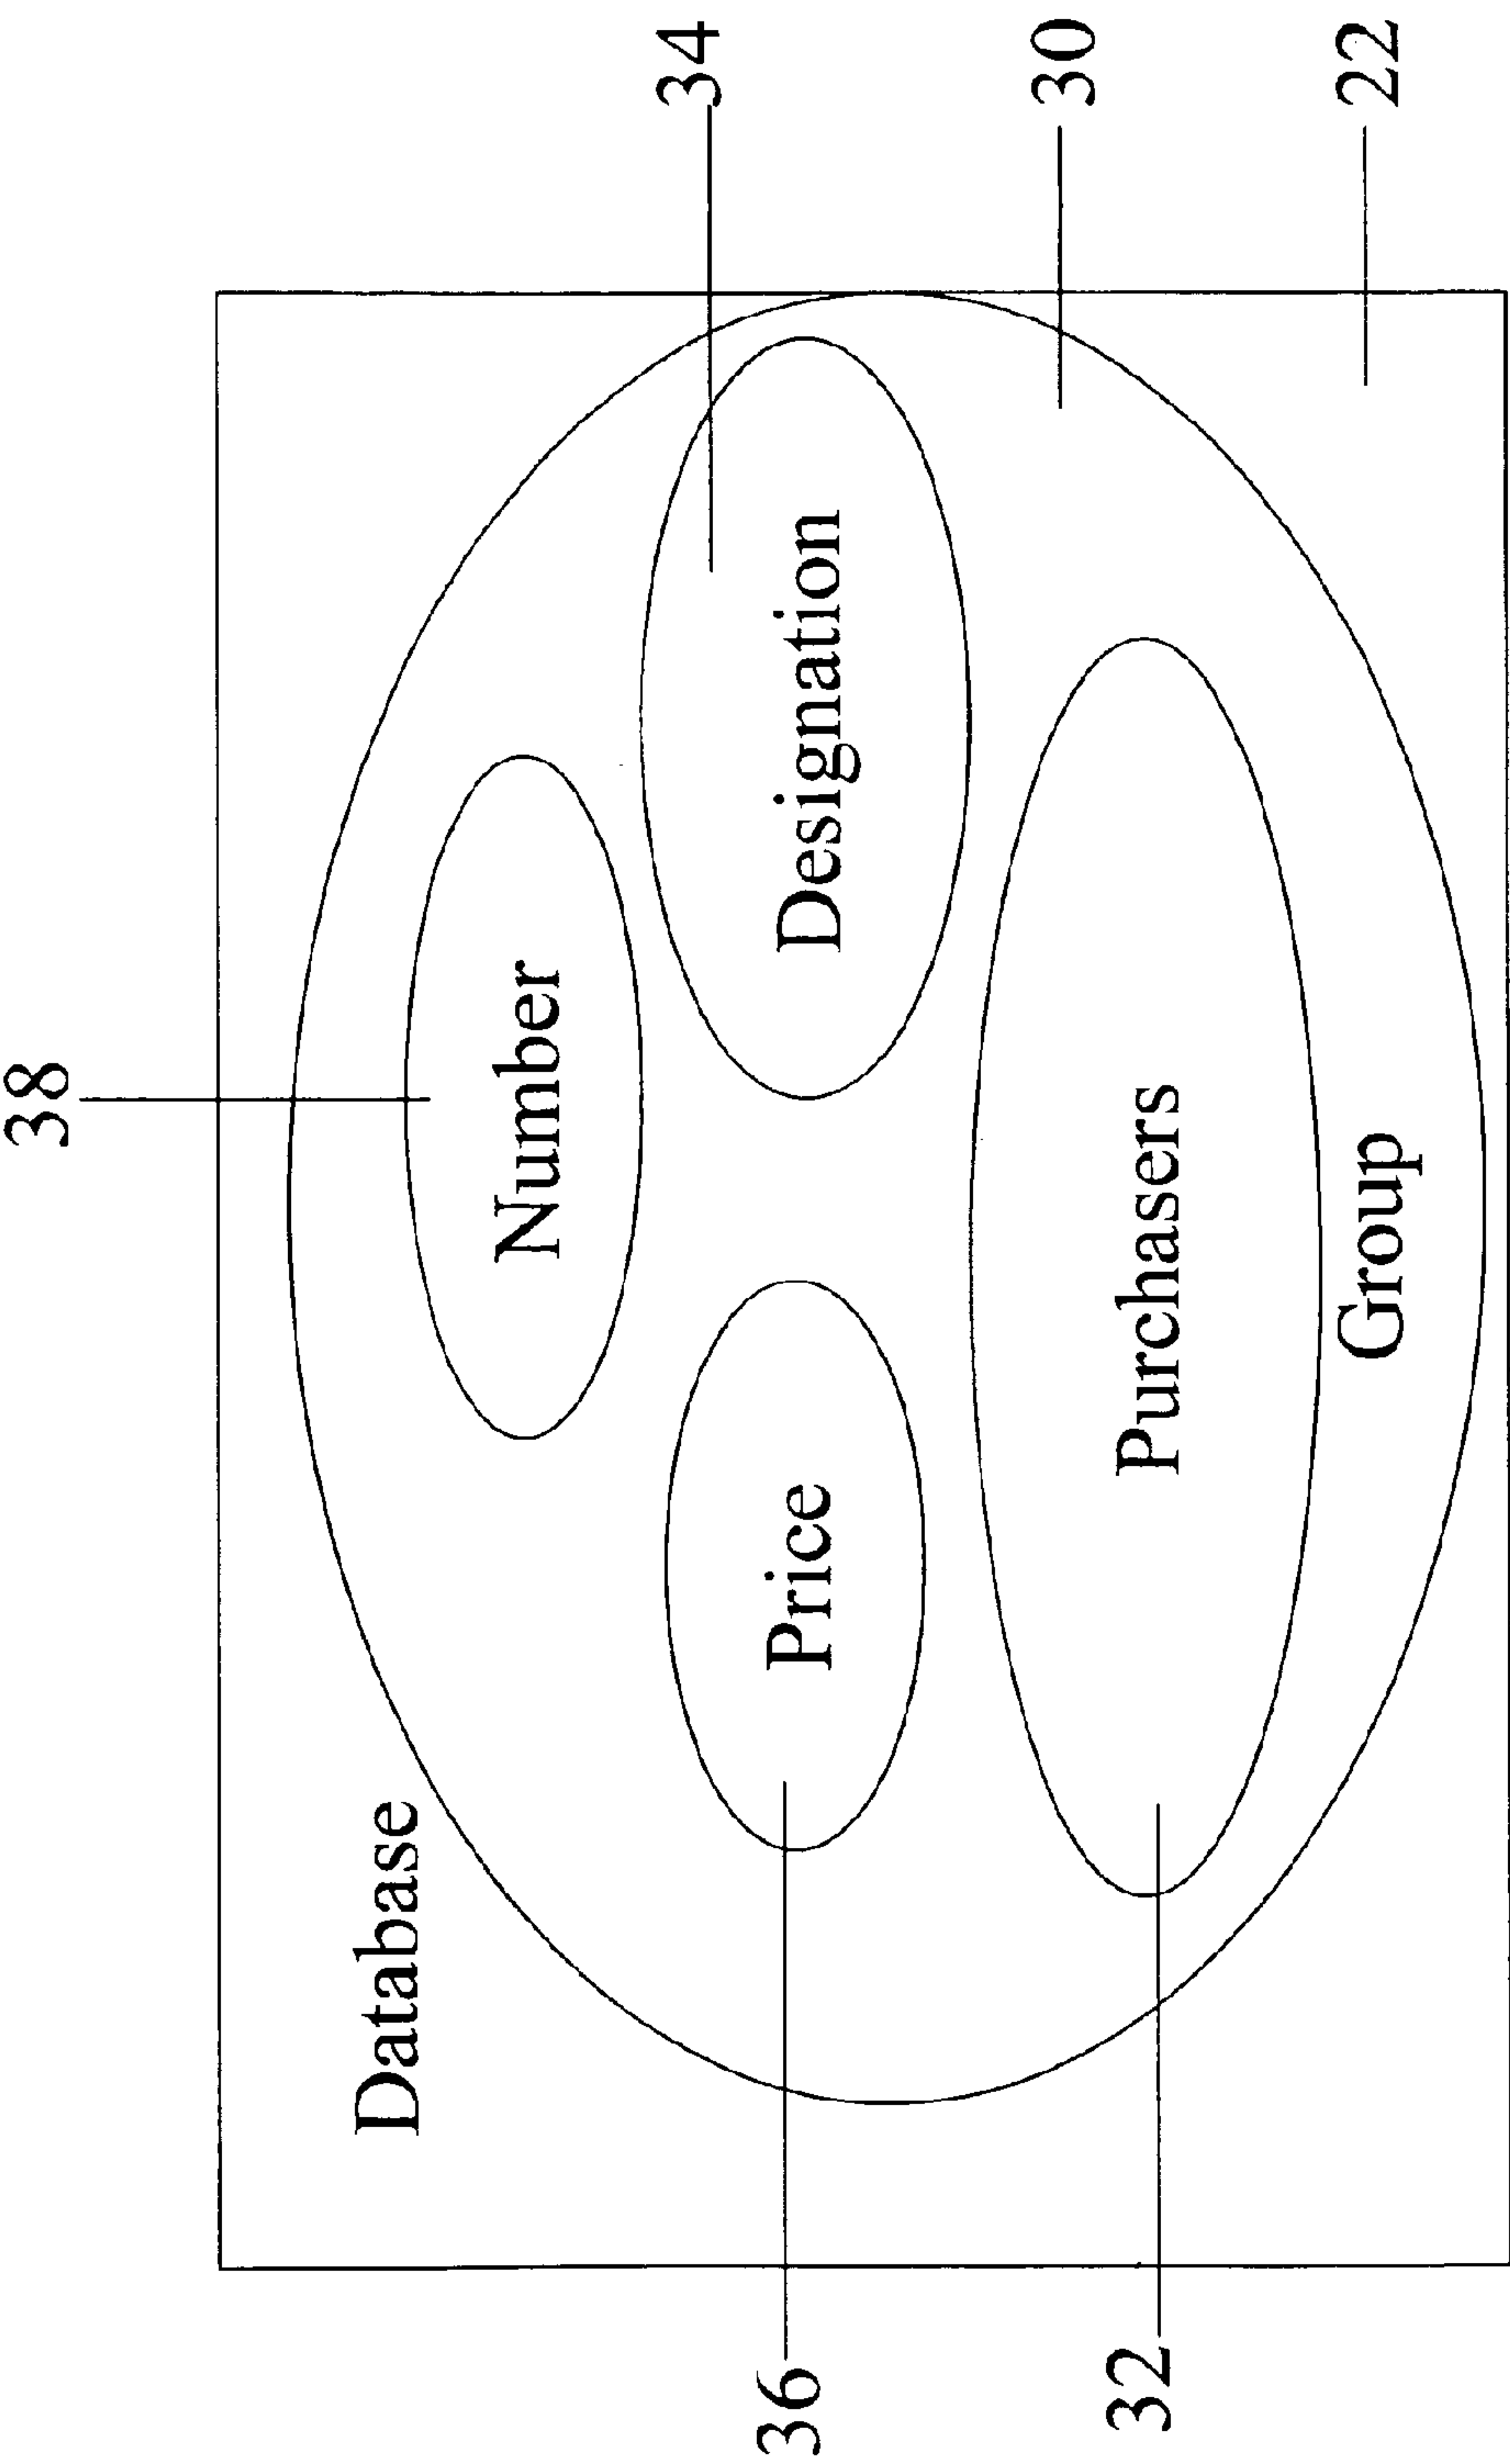 38
Database
Number
34
36
Price
Designation
30
32
Purchasers
Group
22